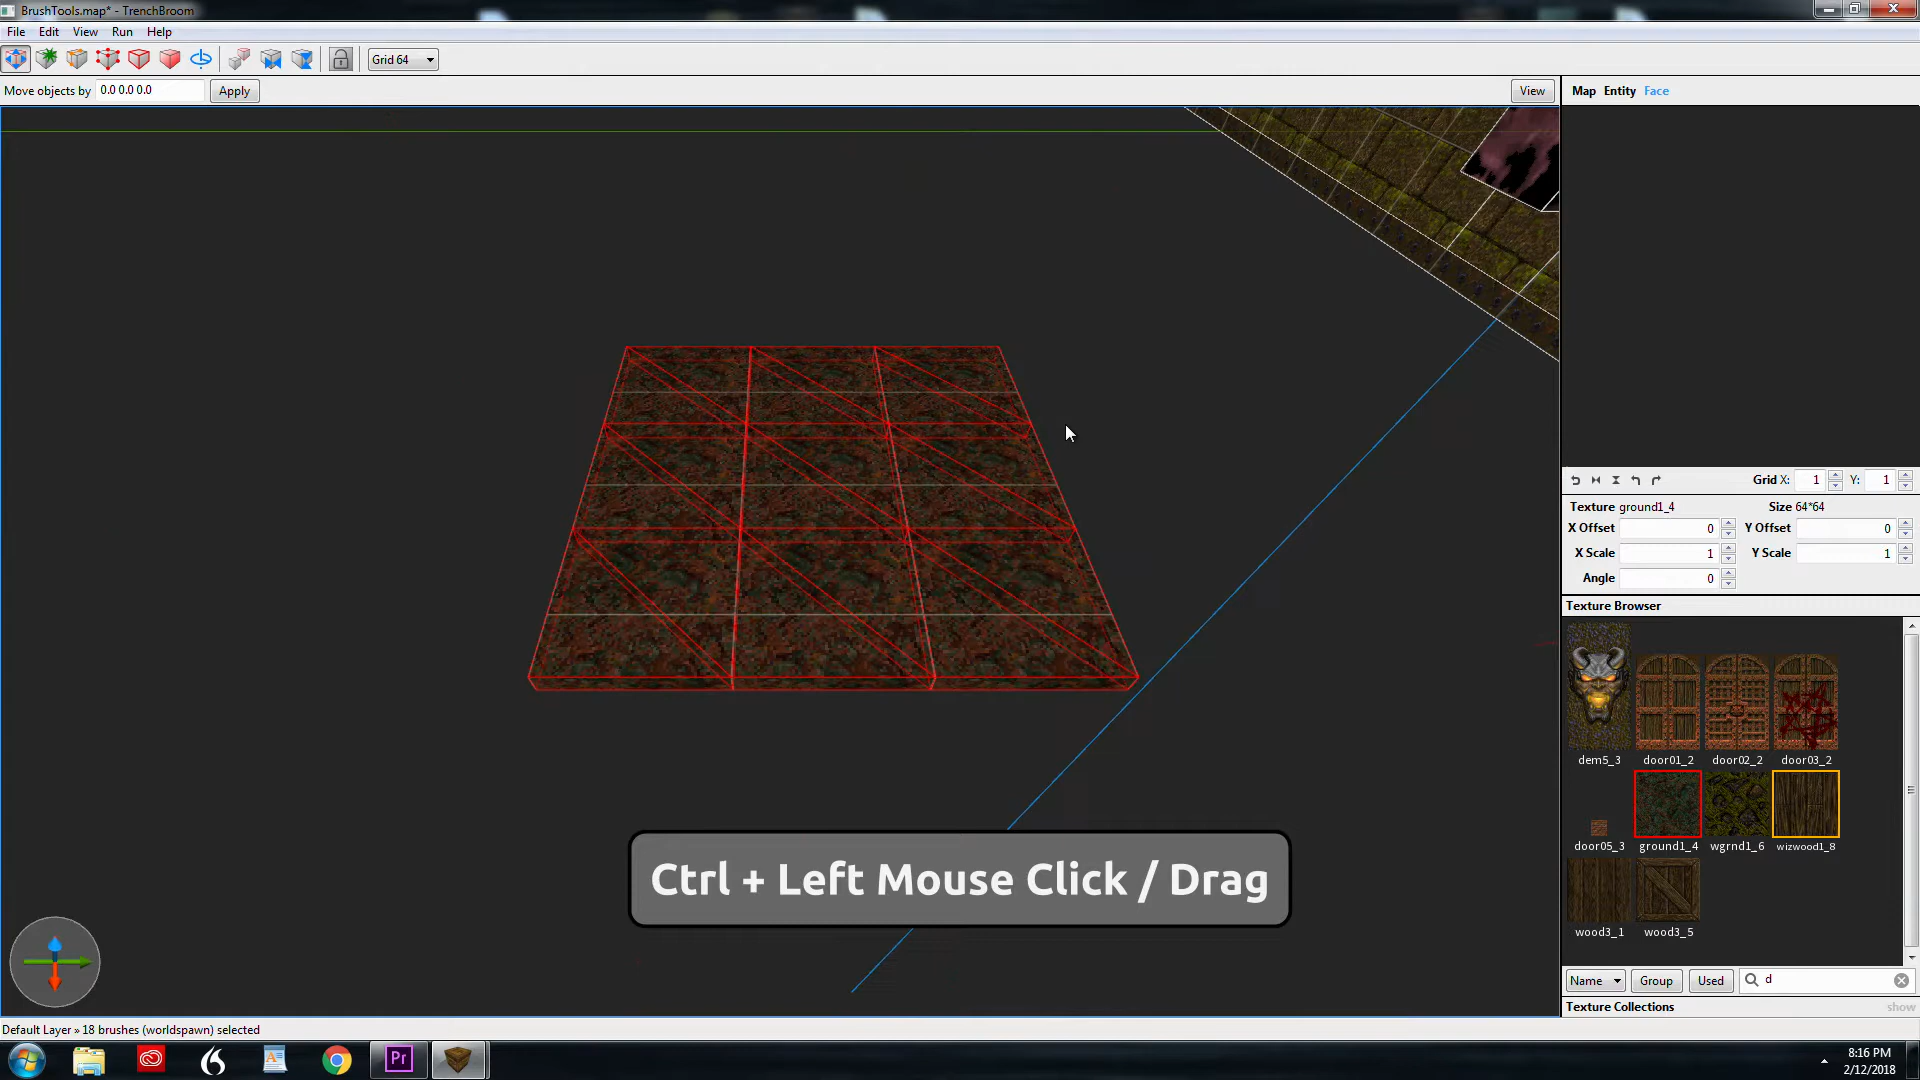 BrushTools.map* - TrenchBroom
File Edit View Run Help
Grid 64
Move objects by 0.0 0.0 0.0 Apply View
Map Entity Face
Grid X: 1 Y: 1
Texture ground1_4 Size 64*64
X Offset 0 Y Offset 0
X Scale 1 Y Scale 1
Angle 0
Texture Browser
dem5_3 door01_2 door02_2 door03_2
door05_3 ground1_4 wgrnd1_6 wizwood1_8
wood3_1 wood3_5
Ctrl + Left Mouse Click / Drag
Name Group Used d
Texture Collections show
Default Layer » 18 brushes (worldspawn) selected
Pr
8:16 PM
2/12/2018